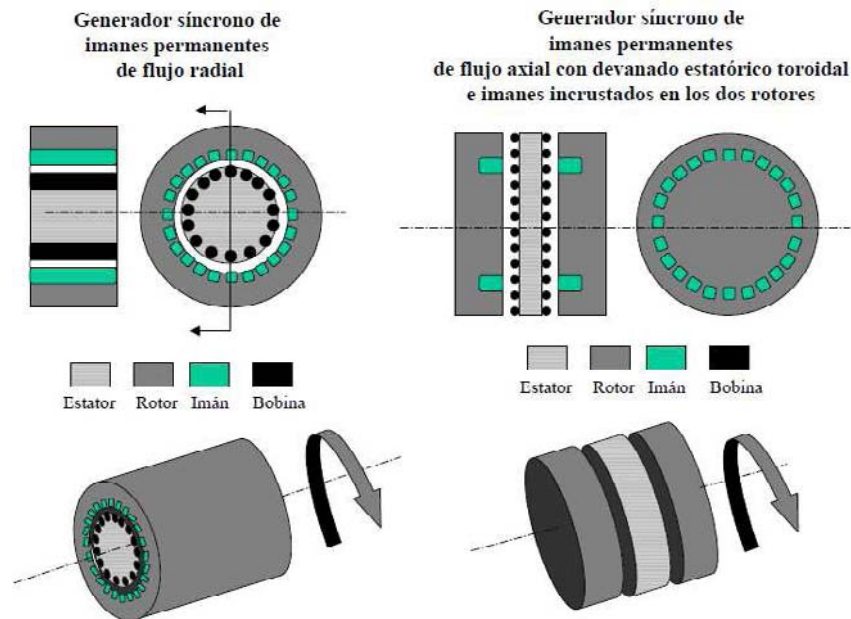 Generador síncrono de
imanes permanentes
de flujo radial
Generador síncrono de
imanes permanentes
de flujo axial con devanado estatórico toroidal
e imanes incrustados en los dos rotores
Estator Rotor Imán Bobina
Estator Rotor Imán Bobina